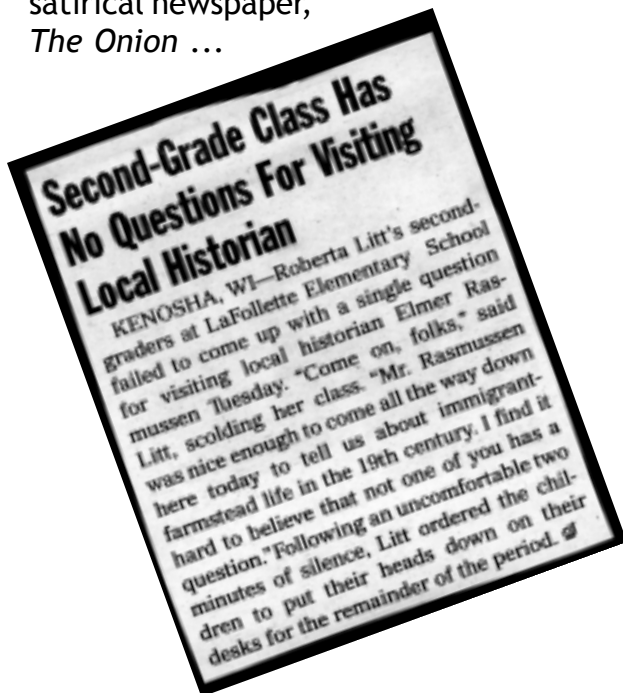 satirical newspaper,
The Onion ...
Second-Grade Class Has
No Questions For Visiting
Local Historian
KENOSHA, WI—Roberta Litt's second-
graders at LaFollette Elementary School
failed to come up with a single question
for visiting local historian Elmer Ras-
mussen Tuesday. "Come on, folks," said
Litt, scolding her class. "Mr. Rasmussen
was nice enough to come all the way down
here today to tell us about immigrant-
farmstead life in the 19th century. I find it
hard to believe that not one of you has a
question." Following an uncomfortable two
minutes of silence, Litt ordered the chil-
dren to put their heads down on their
desks for the remainder of the period.